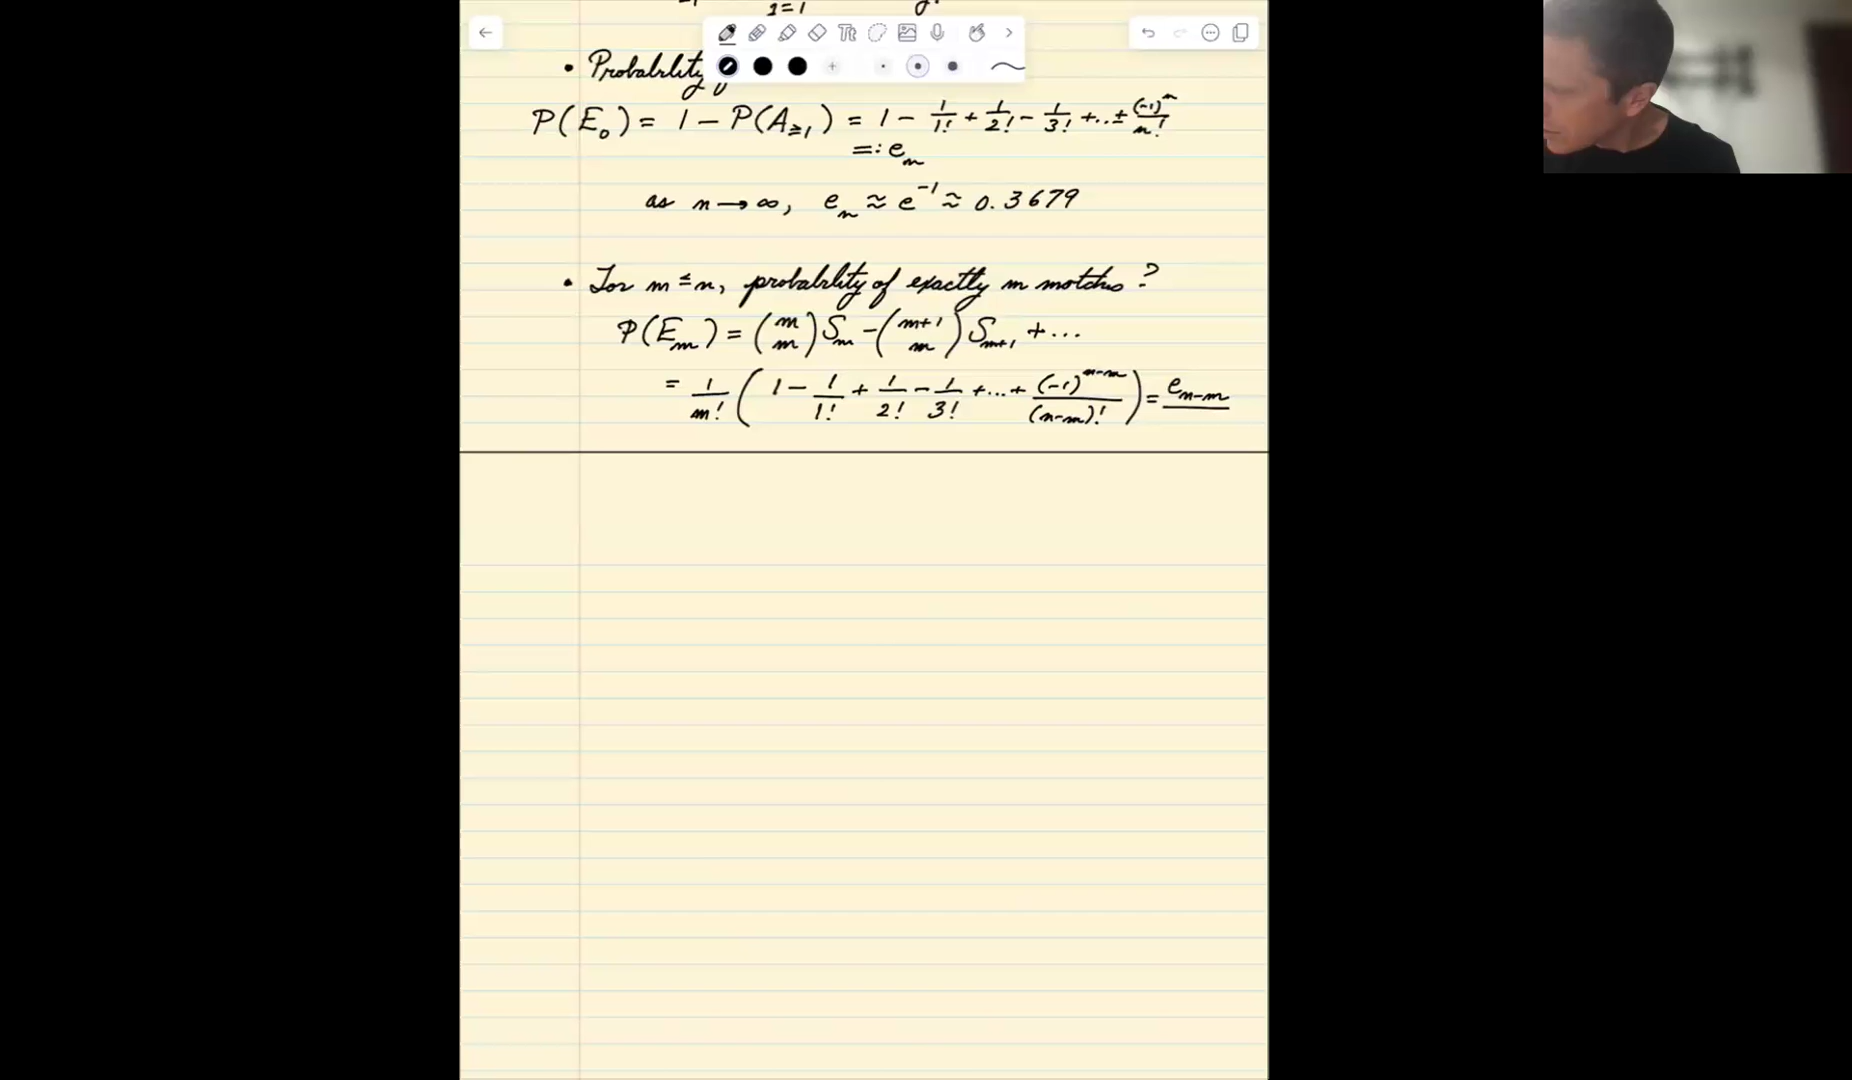 i=1
• Probability
P(E₀) = 1 − P(A≥₁) = 1 − 1/1! + 1/2! − 1/3! + .. ± (−1)ⁿ/n!
=: eₙ
as n → ∞, eₙ ≈ e⁻¹ ≈ 0.3679
• For m ≤ n, probability of exactly m matches?
P(Eₘ) = (m m) Sₘ − (m+1 m) Sₘ₊₁ + ...
= 1/m! ( 1 − 1/1! + 1/2! − 1/3! + ... + (−1)ⁿ⁻ᵐ/(n−m)! ) = eₙ₋ₘ